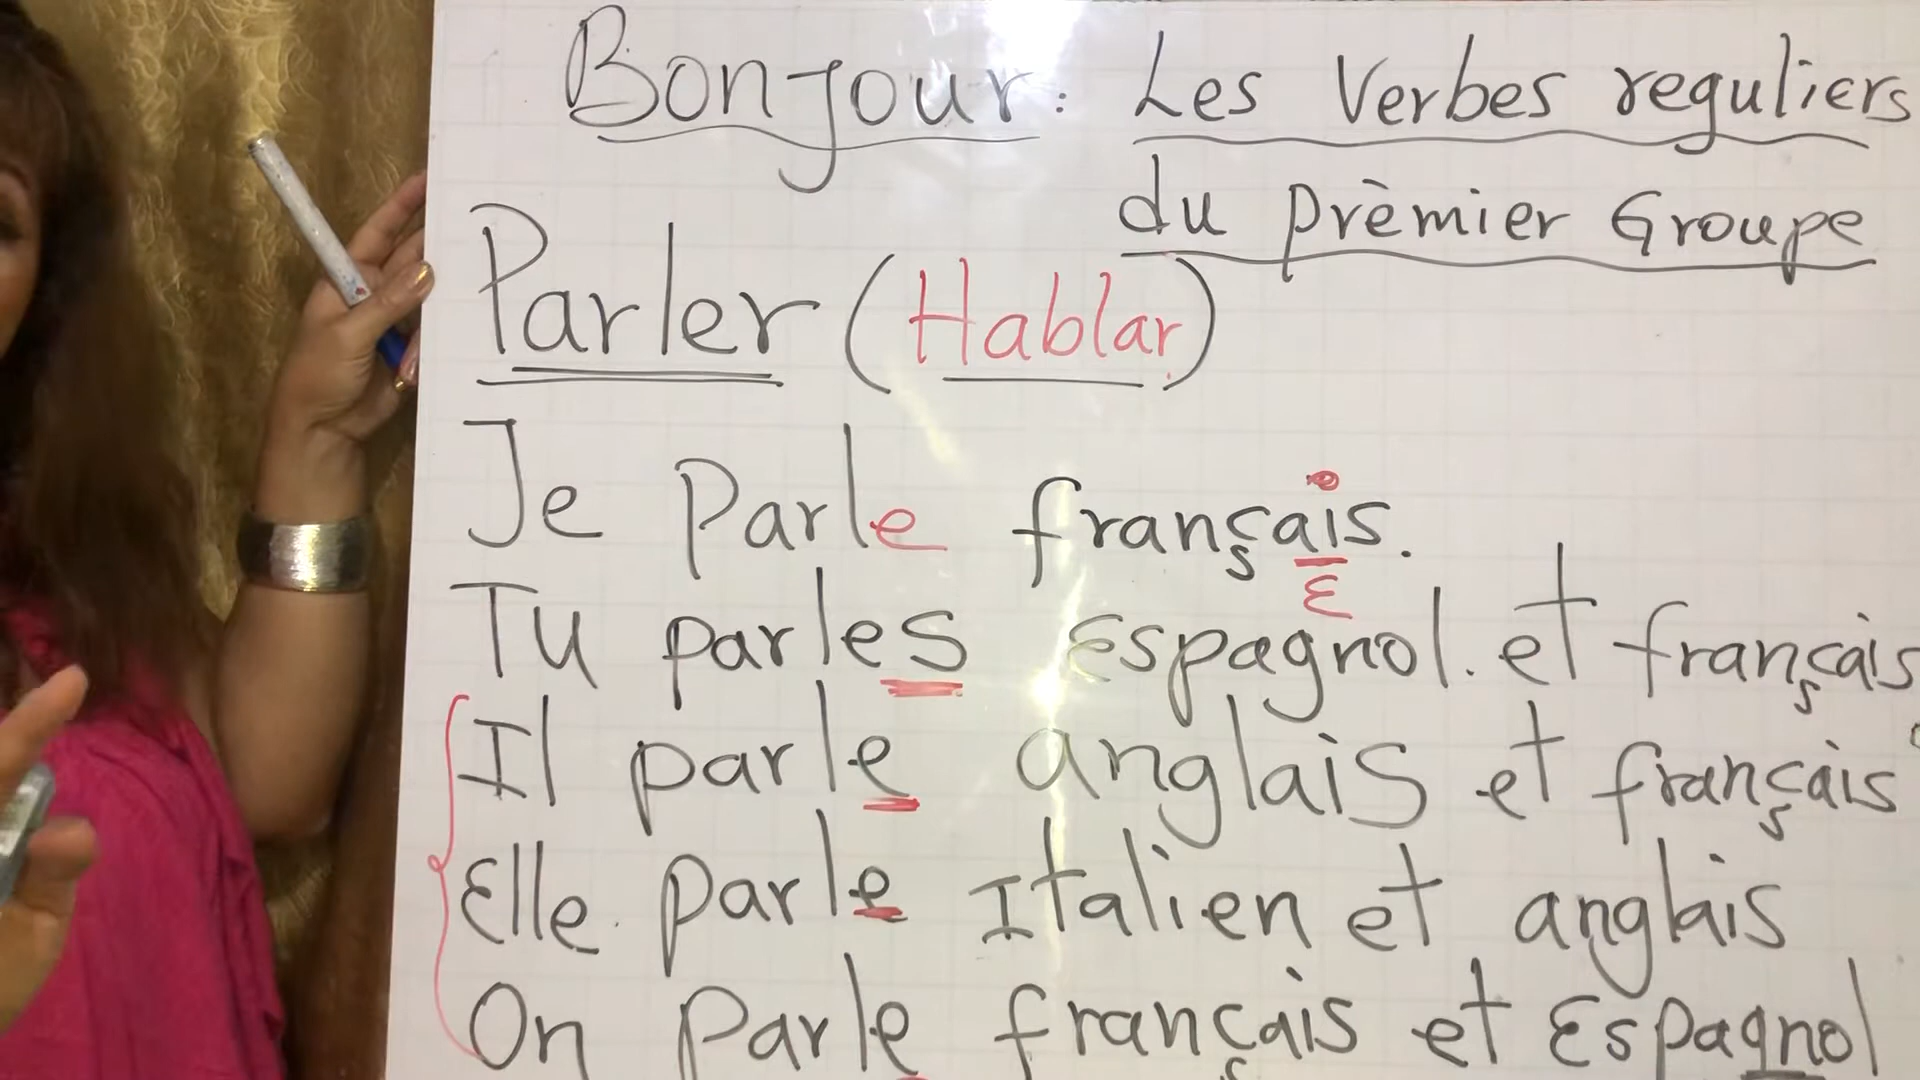 Bonjour: Les Verbes reguliers
du prèmier Groupe
Parler (Hablar)
Je Parle français.
ε
Tu parles Espagnol. et français
Il parle anglais et français
Elle. parle Italien et anglais
On parle français et Espagnol